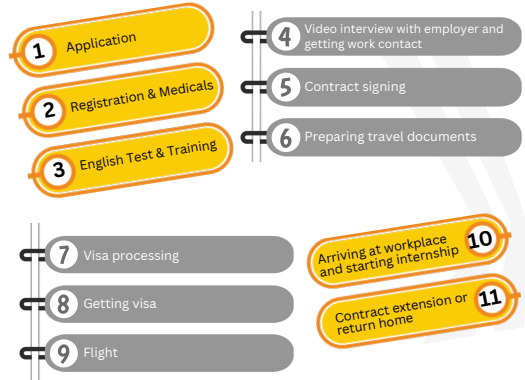 1 Application
2 Registration & Medicals
3 English Test & Training
4 Video interview with employer and
getting work contact
5 Contract signing
6 Preparing travel documents
7 Visa processing
8 Getting visa
9 Flight
10 Arriving at workplace
and starting internship
11 Contract extension or
return home